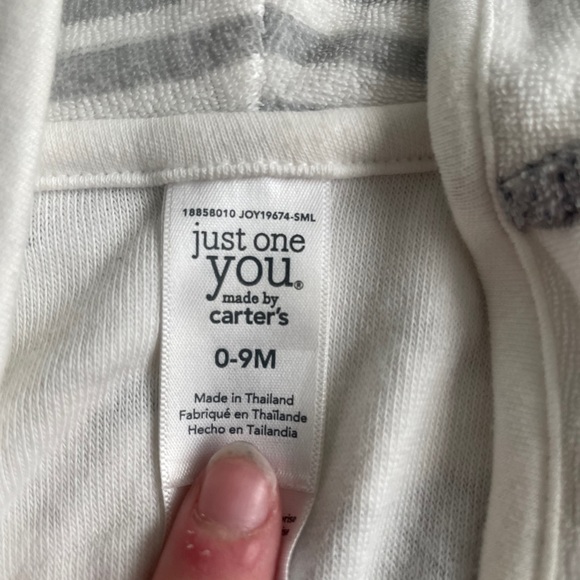 18858010 JOY19674-SML
just one
you®
made by
carter's
0-9M
Made in Thailand
Fabriqué en Thaïlande
Hecho en Tailandia